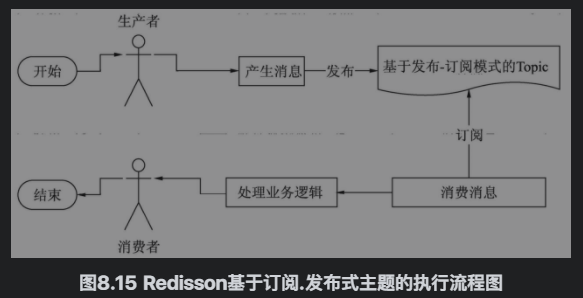 生产者
开始
产生消息
发布
基于发布-订阅模式的Topic
订阅
结束
处理业务逻辑
消费消息
消费者
图8.15 Redisson基于订阅.发布式主题的执行流程图